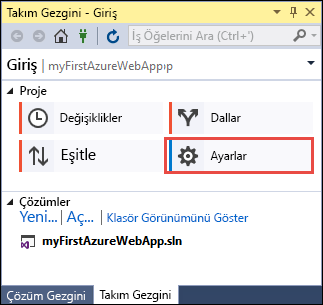 Takım Gezgini - Giriş
İş Öğelerini Ara (Ctrl+')
Giriş | myFirstAzureWebAppıp
Proje
Değişiklikler
Dallar
Eşitle
Ayarlar
Çözümler
Yeni... | Aç... | Klasör Görünümünü Göster
myFirstAzureWebApp.sln
Çözüm Gezgini
Takım Gezgini